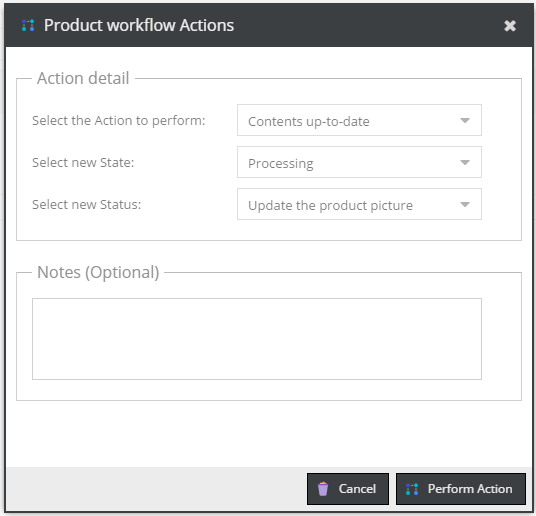 Product workflow Actions
Action detail
Select the Action to perform: Contents up-to-date
Select new State: Processing
Select new Status: Update the product picture
Notes (Optional)
Cancel Perform Action